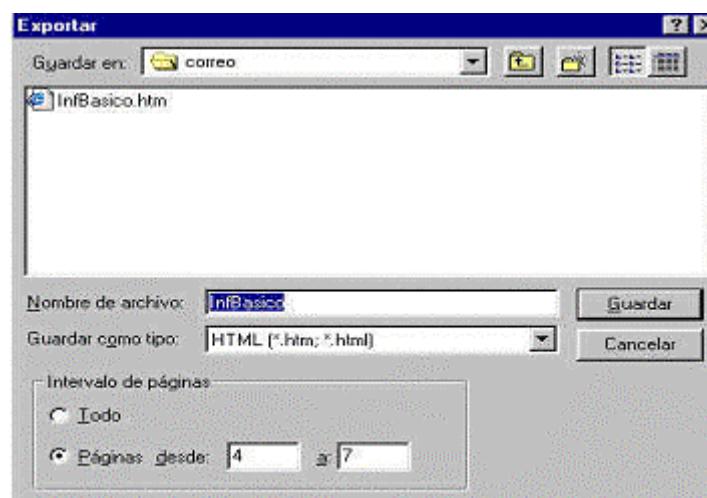 Exportar
Guardar en: correo
InfBasico.htm
Nombre de archivo: InfBasico Guardar
Guardar como tipo: HTML (*.htm; *.html) Cancelar
Intervalo de páginas
Todo
Páginas desde: 4 a: 7